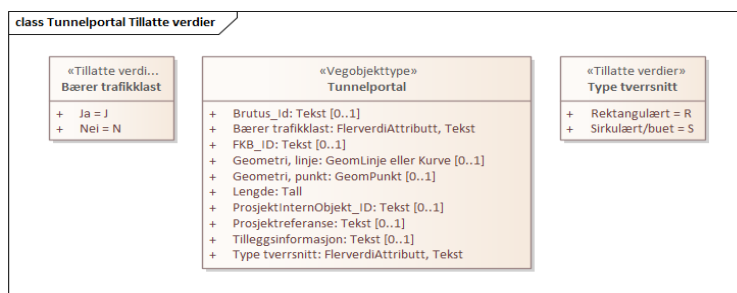 class Tunnelportal Tillatte verdier
«Tillatte verdi...
Bærer trafikklast
+ Ja = J
+ Nei = N
«Vegobjekttype»
Tunnelportal
+ Brutus_Id: Tekst [0..1]
+ Bærer trafikklast: FlerverdiAttributt, Tekst
+ FKB_ID: Tekst [0..1]
+ Geometri, linje: GeomLinje eller Kurve [0..1]
+ Geometri, punkt: GeomPunkt [0..1]
+ Lengde: Tall
+ ProsjektInternObjekt_ID: Tekst [0..1]
+ Prosjektreferanse: Tekst [0..1]
+ Tilleggsinformasjon: Tekst [0..1]
+ Type tverrsnitt: FlerverdiAttributt, Tekst
«Tillatte verdier»
Type tverrsnitt
+ Rektangulært = R
+ Sirkulært/buet = S